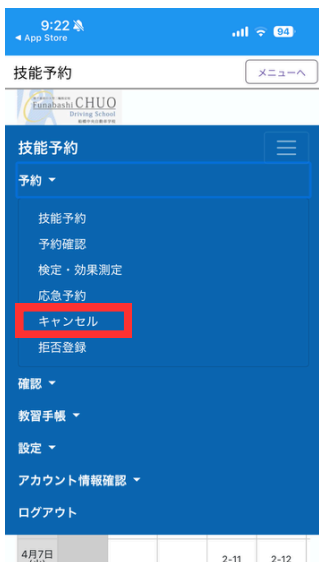 9:22
◀ App Store
94
技能予約
メニューへ
Funabashi CHUO
Driving School
技能予約
予約
技能予約
予約確認
検定・効果測定
応急予約
キャンセル
拒否登録
確認
教習手帳
設定
アカウント情報確認
ログアウト
4月7日
2-11 2-12